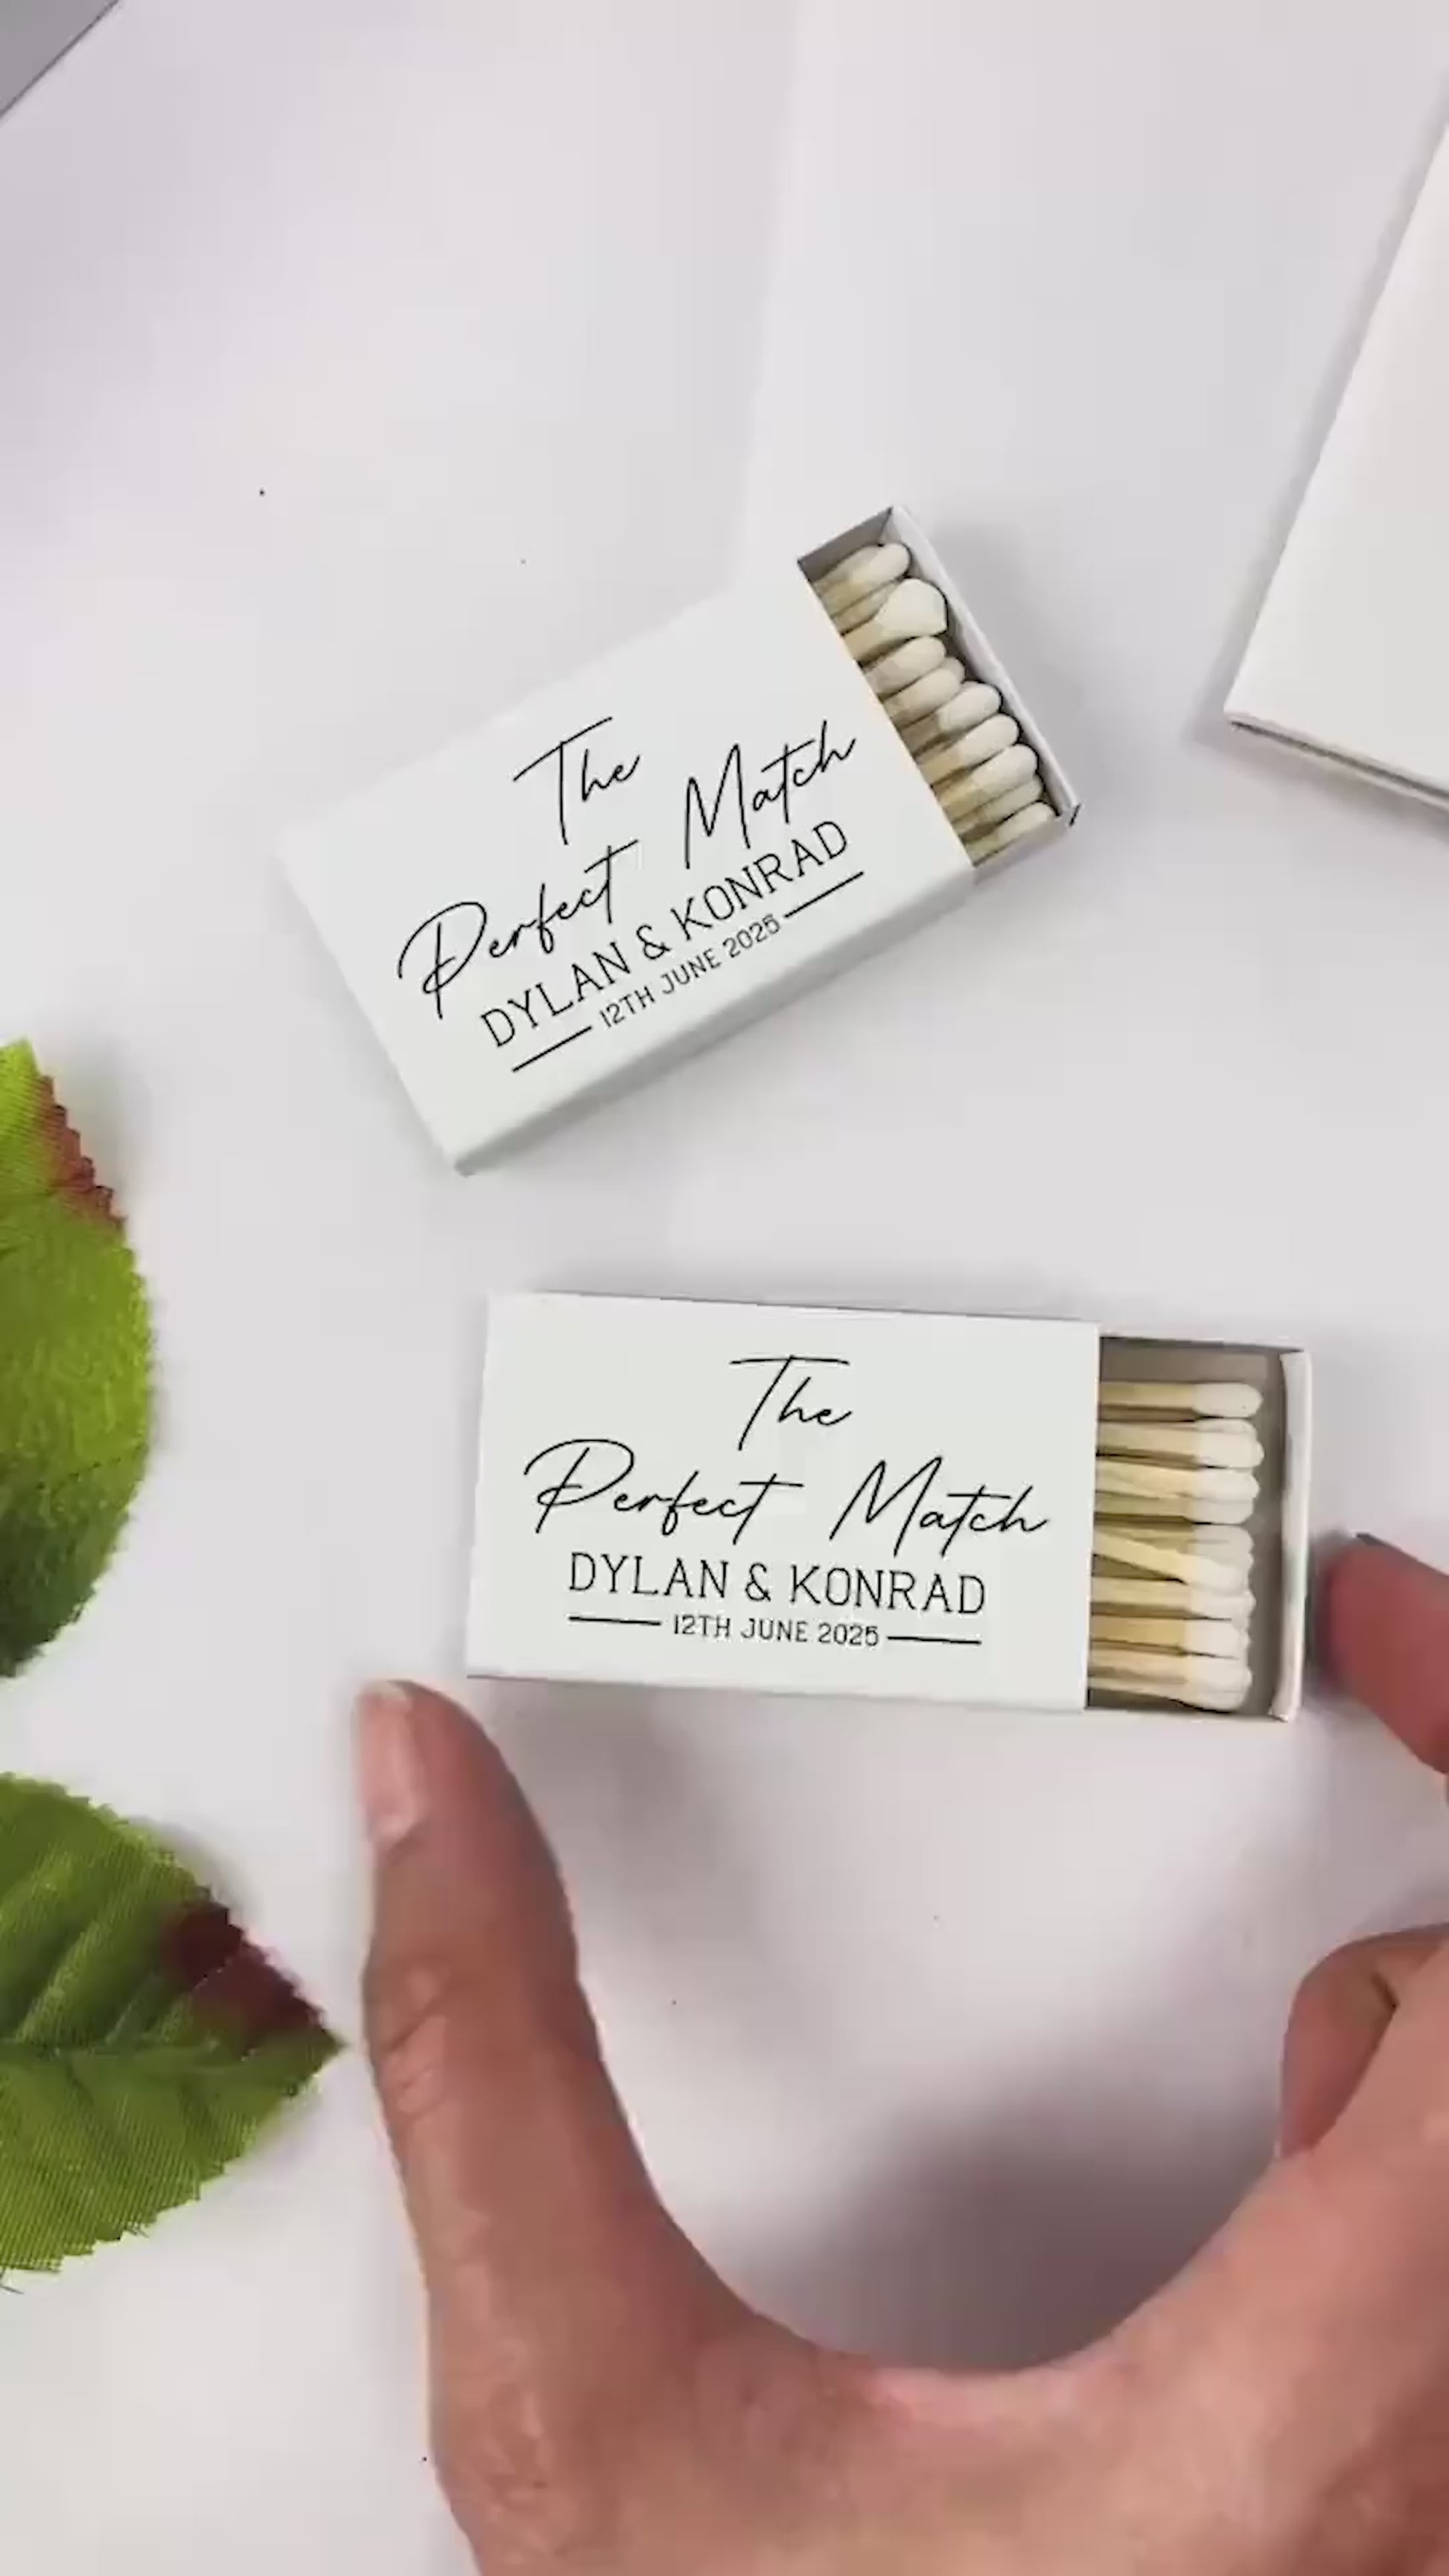 The
Perfect Match
DYLAN & KONRAD
12TH JUNE 2025
The
Perfect Match
DYLAN & KONRAD
12TH JUNE 2025